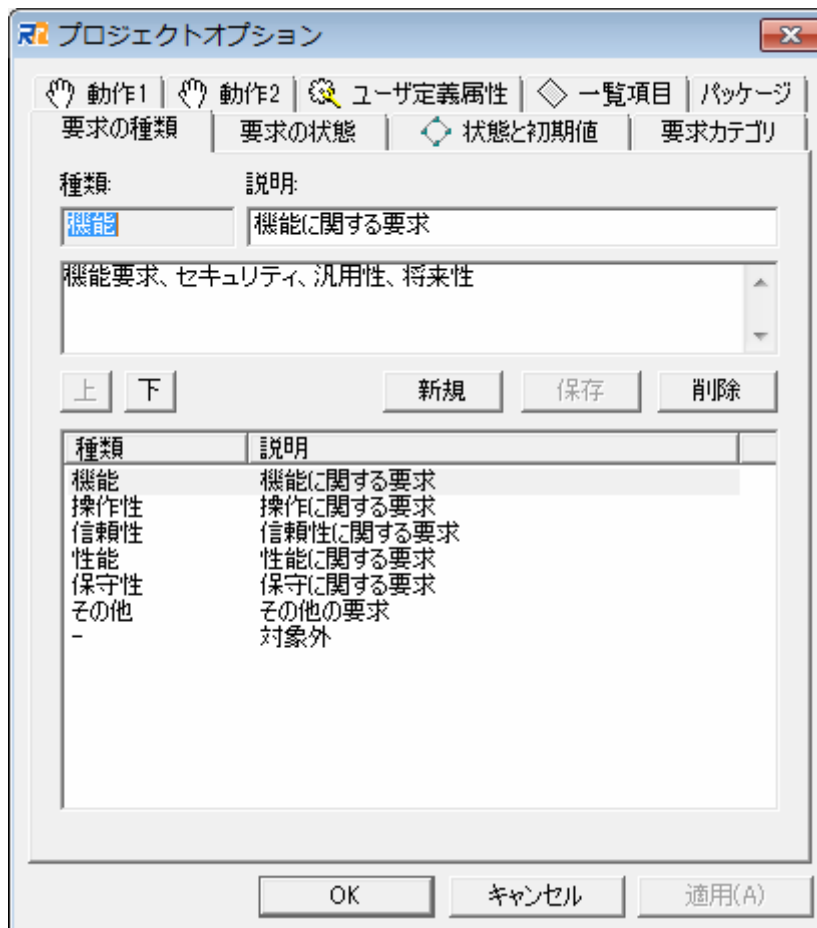 プロジェクトオプション
動作1 動作2 ユーザ定義属性 一覧項目 パッケージ
要求の種類 要求の状態 状態と初期値 要求カテゴリ
種類: 説明:
機能 機能に関する要求
機能要求、セキュリティ、汎用性、将来性
上 下 新規 保存 削除
種類 説明
機能 機能に関する要求
操作性 操作に関する要求
信頼性 信頼性に関する要求
性能 性能に関する要求
保守性 保守に関する要求
その他 その他の要求
- 対象外
OK キャンセル 適用(A)